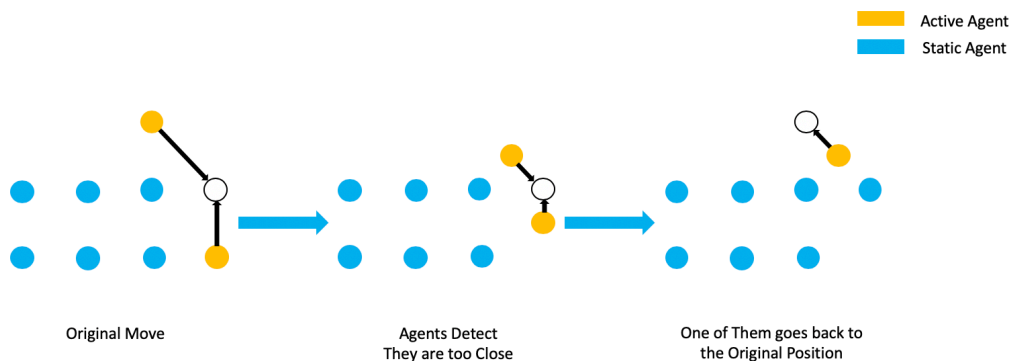 Active Agent
Static Agent
Original Move
Agents Detect
They are too Close
One of Them goes back to
the Original Position